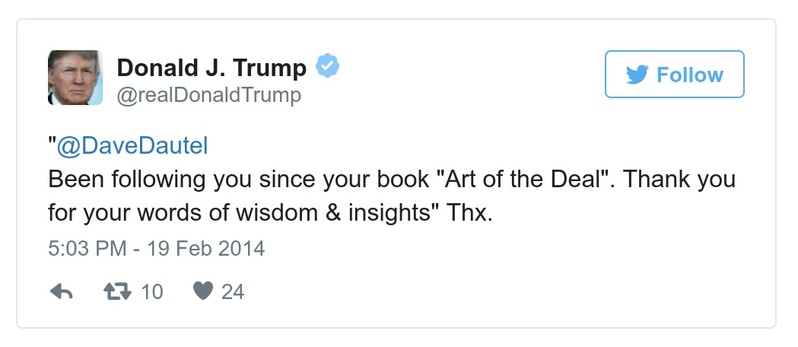 Donald J. Trump
@realDonaldTrump
Follow
"@DaveDautel
Been following you since your book "Art of the Deal". Thank you
for your words of wisdom & insights" Thx.
5:03 PM - 19 Feb 2014
10 24